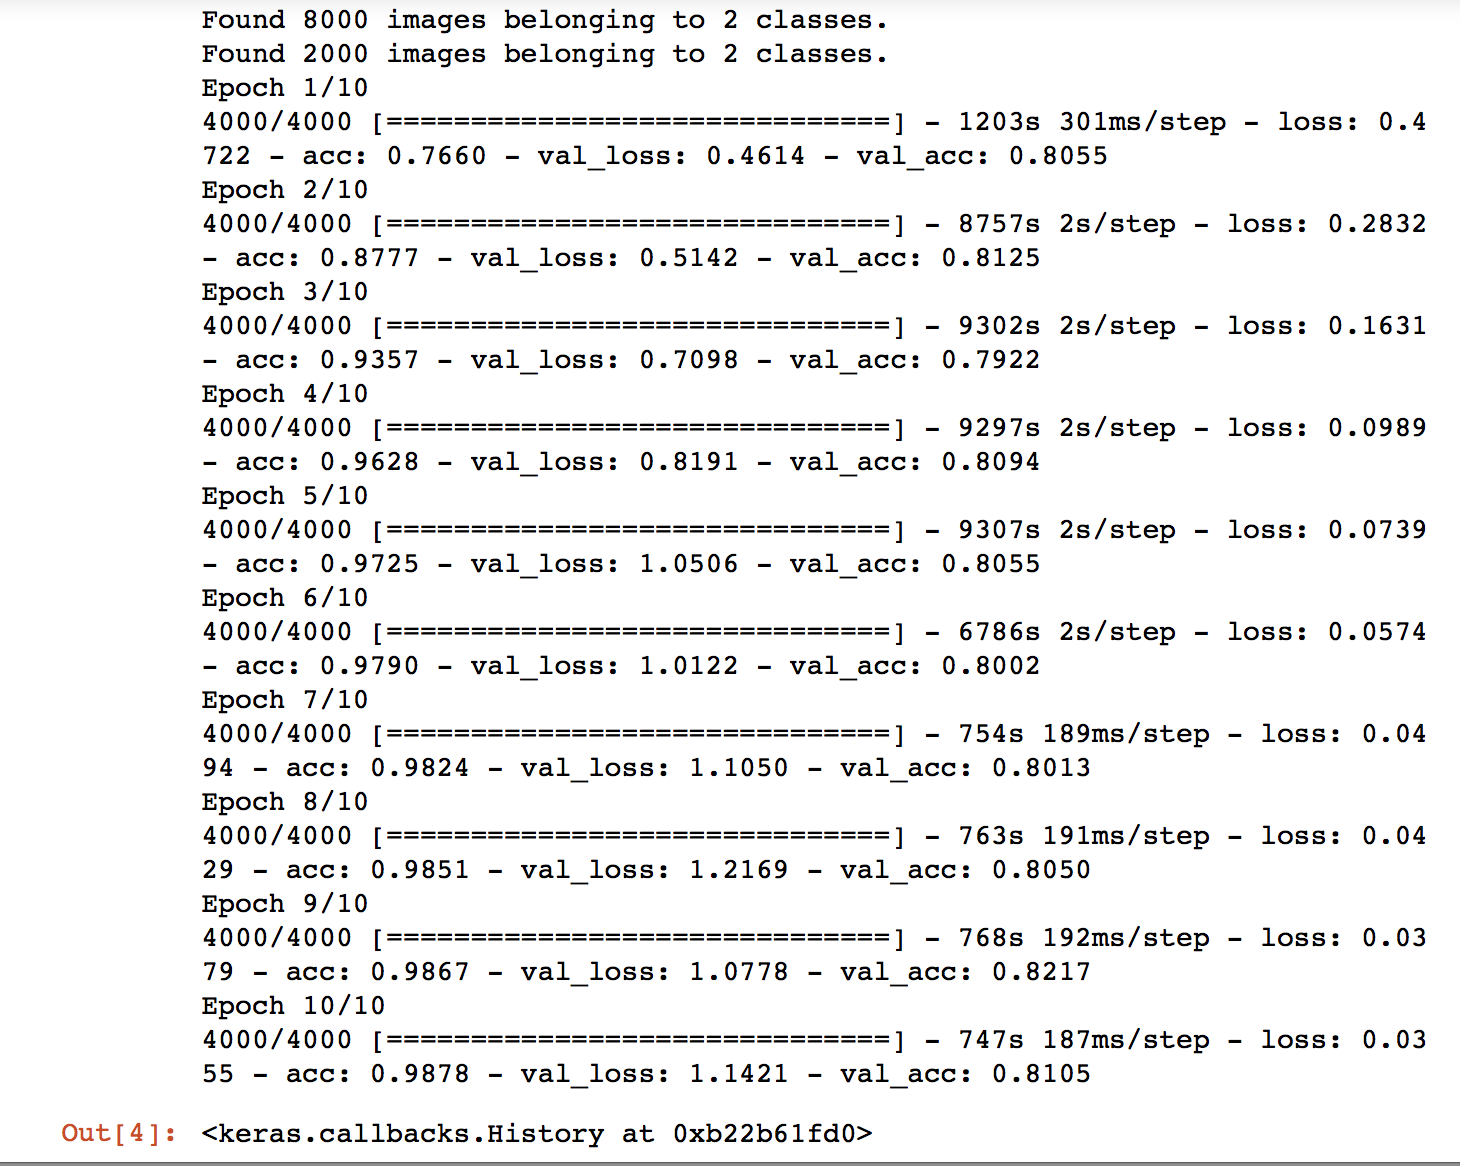 Found 8000 images belonging to 2 classes.
Found 2000 images belonging to 2 classes.
Epoch 1/10
4000/4000 [==============================] - 1203s 301ms/step - loss: 0.4
722 - acc: 0.7660 - val_loss: 0.4614 - val_acc: 0.8055
Epoch 2/10
4000/4000 [==============================] - 8757s 2s/step - loss: 0.2832
- acc: 0.8777 - val_loss: 0.5142 - val_acc: 0.8125
Epoch 3/10
4000/4000 [==============================] - 9302s 2s/step - loss: 0.1631
- acc: 0.9357 - val_loss: 0.7098 - val_acc: 0.7922
Epoch 4/10
4000/4000 [==============================] - 9297s 2s/step - loss: 0.0989
- acc: 0.9628 - val_loss: 0.8191 - val_acc: 0.8094
Epoch 5/10
4000/4000 [==============================] - 9307s 2s/step - loss: 0.0739
- acc: 0.9725 - val_loss: 1.0506 - val_acc: 0.8055
Epoch 6/10
4000/4000 [==============================] - 6786s 2s/step - loss: 0.0574
- acc: 0.9790 - val_loss: 1.0122 - val_acc: 0.8002
Epoch 7/10
4000/4000 [==============================] - 754s 189ms/step - loss: 0.04
94 - acc: 0.9824 - val_loss: 1.1050 - val_acc: 0.8013
Epoch 8/10
4000/4000 [==============================] - 763s 191ms/step - loss: 0.04
29 - acc: 0.9851 - val_loss: 1.2169 - val_acc: 0.8050
Epoch 9/10
4000/4000 [==============================] - 768s 192ms/step - loss: 0.03
79 - acc: 0.9867 - val_loss: 1.0778 - val_acc: 0.8217
Epoch 10/10
4000/4000 [==============================] - 747s 187ms/step - loss: 0.03
55 - acc: 0.9878 - val_loss: 1.1421 - val_acc: 0.8105
Out[4]: <keras.callbacks.History at 0xb22b61fd0>